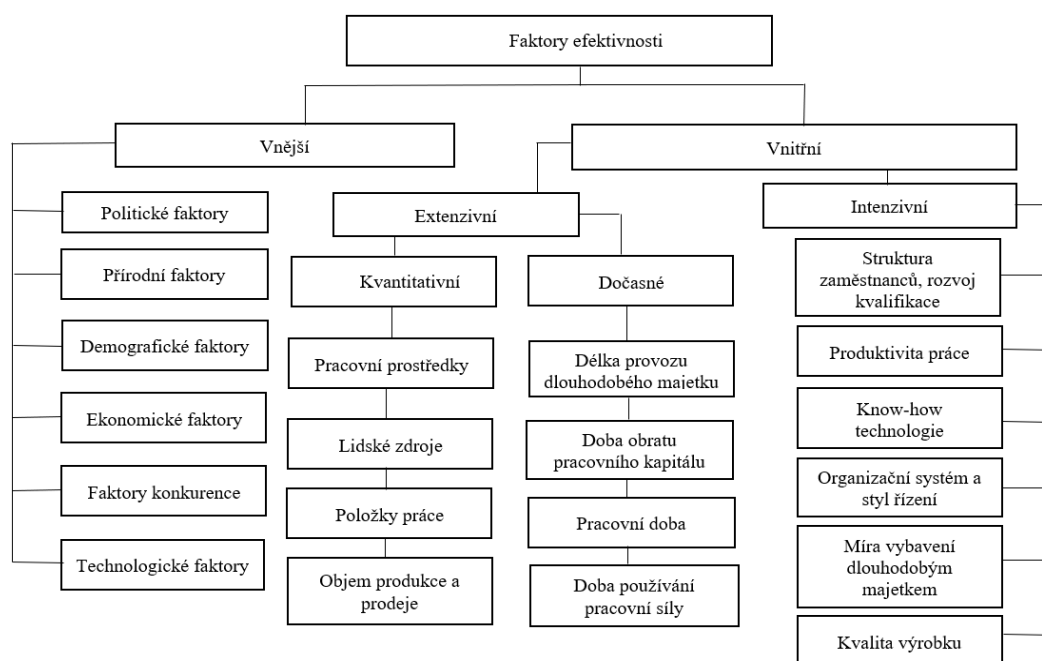 Faktory efektivnosti
Vnější
Vnitřní
Politické faktory
Přírodní faktory
Demografické faktory
Ekonomické faktory
Faktory konkurence
Technologické faktory
Extenzivní
Kvantitativní
Pracovní prostředky
Lidské zdroje
Položky práce
Objem produkce a
prodeje
Dočasné
Délka provozu
dlouhodobého majetku
Doba obratu
pracovního kapitálu
Pracovní doba
Doba používání
pracovní síly
Intenzivní
Struktura
zaměstnanců, rozvoj
kvalifikace
Produktivita práce
Know-how
technologie
Organizační systém a
styl řízení
Míra vybavení
dlouhodobým
majetkem
Kvalita výrobku